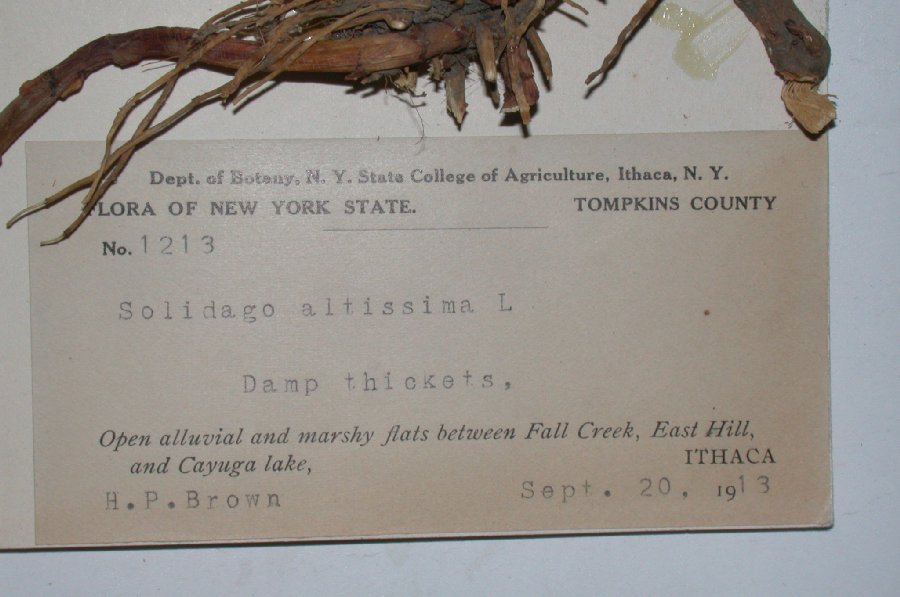 Dept. of Botany, N. Y. State College of Agriculture, Ithaca, N. Y.
FLORA OF NEW YORK STATE. TOMPKINS COUNTY
No. 1213
Solidago altissima L
Damp thickets,
Open alluvial and marshy flats between Fall Creek, East Hill,
and Cayuga lake, ITHACA
H.P.Brown Sept. 20, 1913